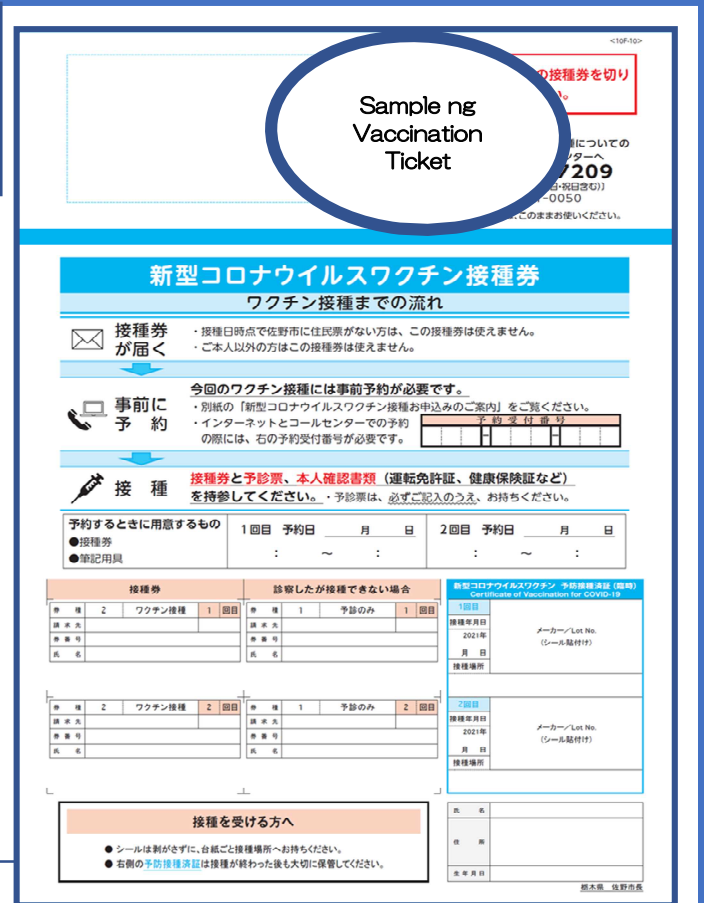 <10F-10>
の接種券を切り
い。
Sample ng
Vaccination
Ticket
についての
ターへ
7209
日・祝日含む)]
-0050
このままお使いください。
新型コロナウイルスワクチン接種券
ワクチン接種までの流れ
接種券
が届く
・接種日時点で佐野市に住民票がない方は、この接種券は使えません。
・ご本人以外の方はこの接種券は使えません。
事前に
予 約
今回のワクチン接種には事前予約が必要です。
・別紙の「新型コロナウイルスワクチン接種お申込みのご案内」をご覧ください。
・インターネットとコールセンターでの予約
の際には、右の予約受付番号が必要です。
予約受付番号
接 種
接種券と予診票、本人確認書類（運転免許証、健康保険証など）
を持参してください。・予診票は、必ずご記入のうえ、お持ちください。
予約するときに用意するもの
●接種券
●筆記用具
1回目 予約日 月 日
: ～ :
2回目 予約日 月 日
: ～ :
接種券
券種 2 ワクチン接種 1 回目
請求先
券番号
氏 名
診察したが接種できない場合
券種 1 予診のみ 1 回目
請求先
券番号
氏 名
新型コロナウイルスワクチン 予防接種済証（臨時）
Certificate of Vaccination for COVID-19
1回目
接種年月日
2021年
月 日
接種場所
メーカー／Lot No.
（シール貼付け）
券種 2 ワクチン接種 2 回目
請求先
券番号
氏 名
券種 1 予診のみ 2 回目
請求先
券番号
氏 名
2回目
接種年月日
2021年
月 日
接種場所
メーカー／Lot No.
（シール貼付け）
接種を受ける方へ
● シールは剥がさずに、台紙ごと接種場所へお持ちください。
● 右側の予防接種済証は接種が終わった後も大切に保管してください。
氏 名
住 所
生年月日
栃木県 佐野市長